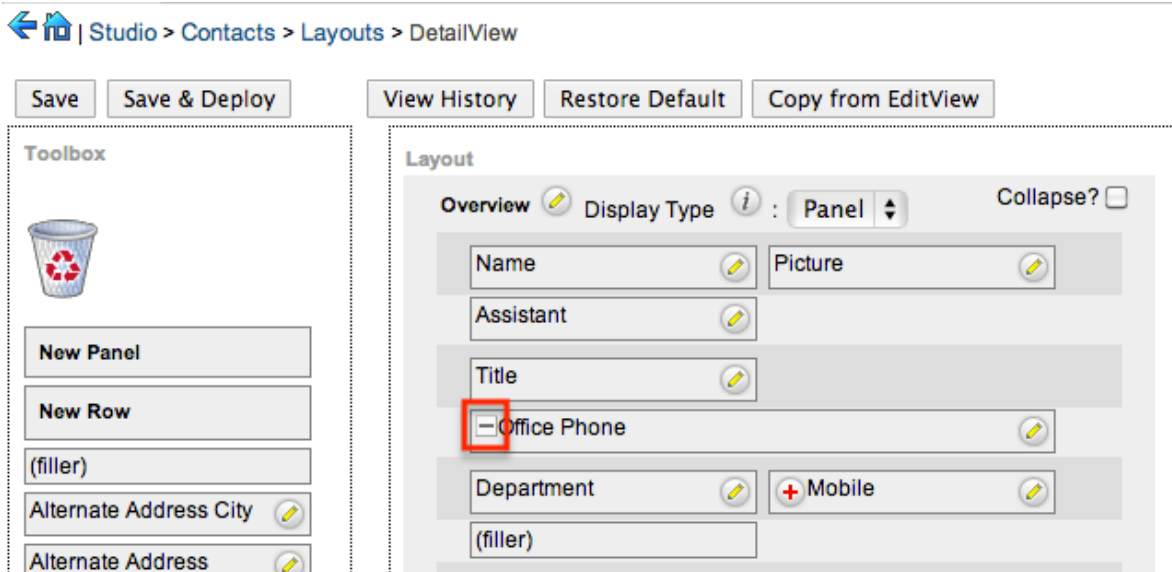 | Studio > Contacts > Layouts > DetailView
Save Save & Deploy View History Restore Default Copy from EditView
Toolbox
New Panel
New Row
(filler)
Alternate Address City
Alternate Address
Layout
Overview Display Type i : Panel Collapse?
Name Picture
Assistant
Title
Office Phone
Department Mobile
(filler)